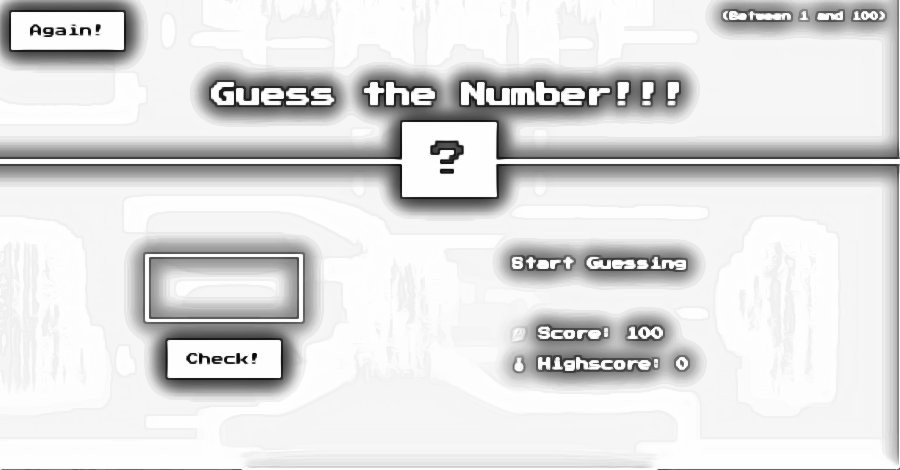 Again!
(Between 1 and 100)
Guess the Number!!!
?
Start Guessing
Score: 100
Highscore: 0
Check!